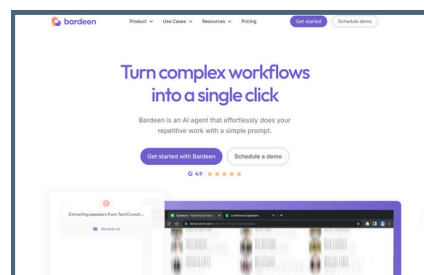 bardeen
Product Use Cases Resources Pricing Get started Schedule demo
Turn complex workflows
into a single click
Bardeen is an AI agent that effortlessly does your
repetitive work with a simple prompt.
Get started with Bardeen Schedule a demo
G 4.9
Extracting speakers from TechCrunch...
Bardeen AI
Conference Speakers